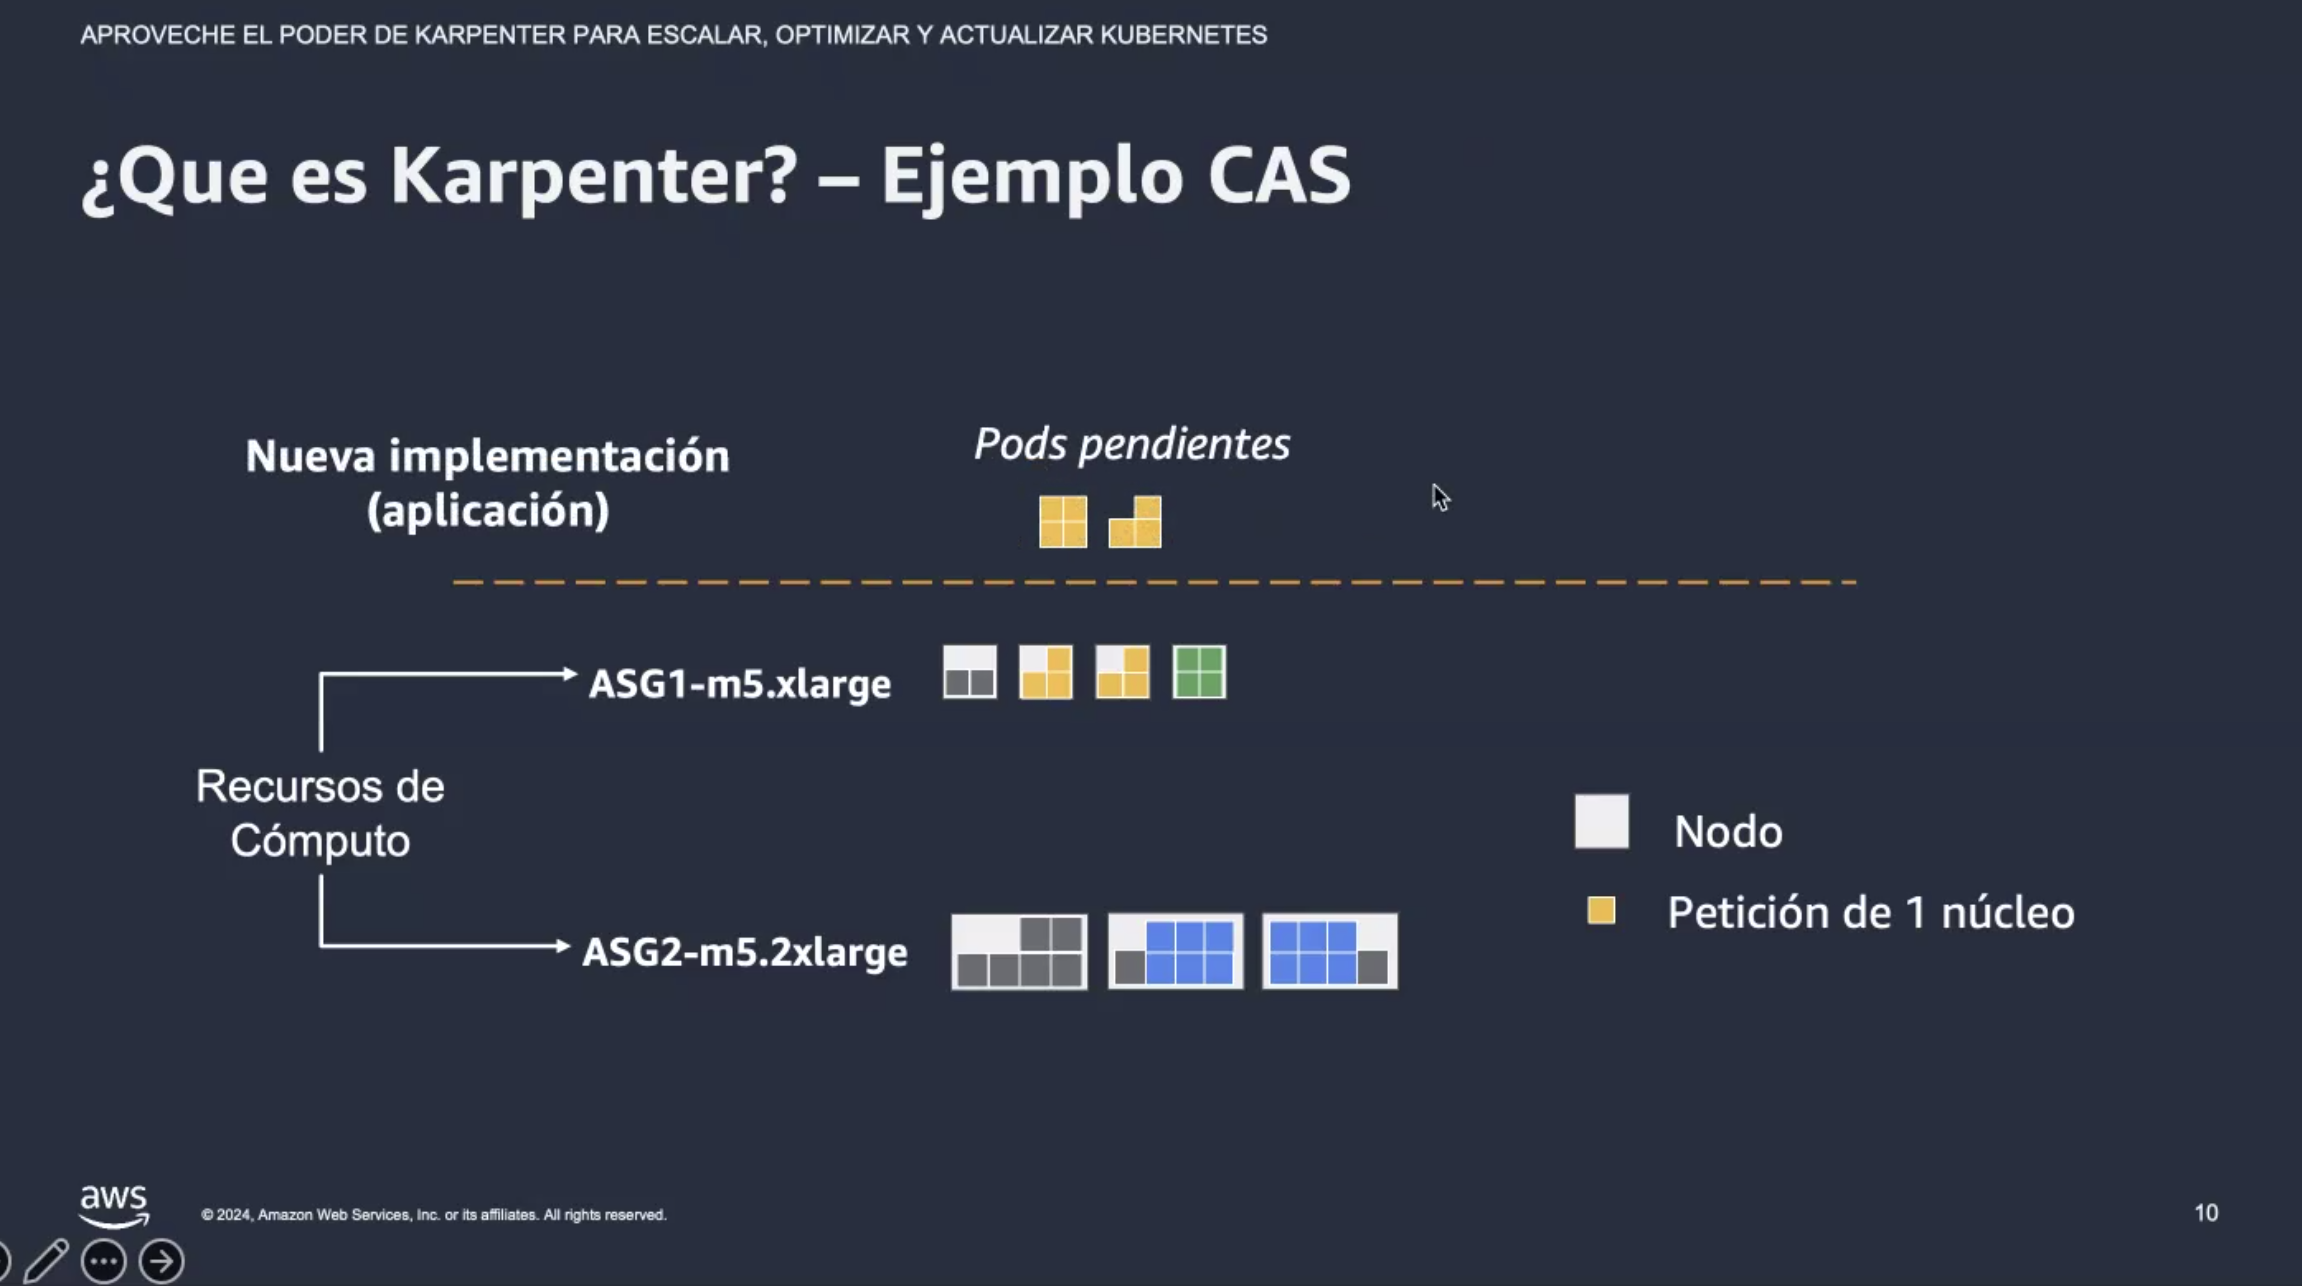 APROVECHE EL PODER DE KARPENTER PARA ESCALAR, OPTIMIZAR Y ACTUALIZAR KUBERNETES
¿Que es Karpenter? – Ejemplo CAS
Nueva implementación
(aplicación)
Pods pendientes
ASG1-m5.xlarge
Recursos de
Cómputo
ASG2-m5.2xlarge
Nodo
Petición de 1 núcleo
aws
© 2024, Amazon Web Services, Inc. or its affiliates. All rights reserved.
10